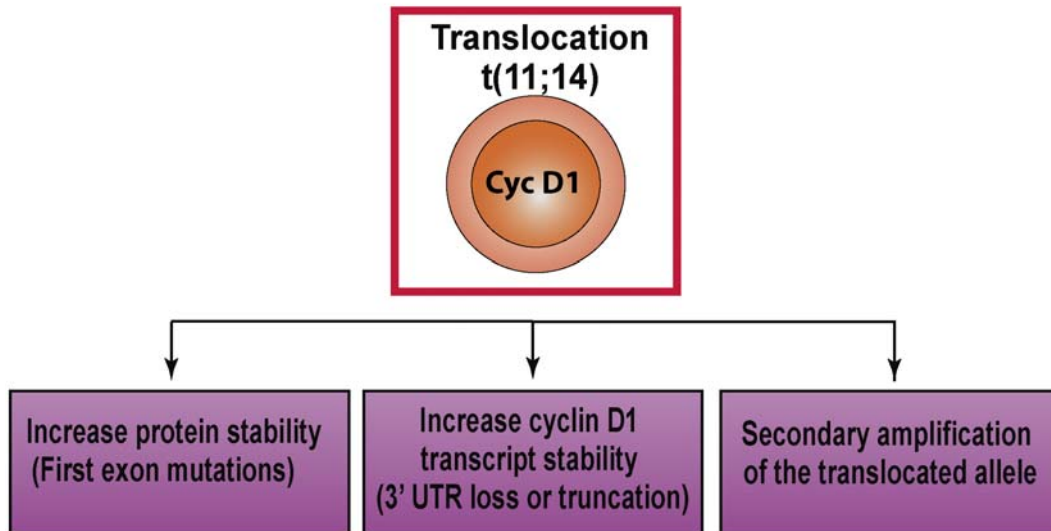 Translocation
t(11;14)
Cyc D1
Increase protein stability
(First exon mutations)
Increase cyclin D1
transcript stability
(3’ UTR loss or truncation)
Secondary amplification
of the translocated allele